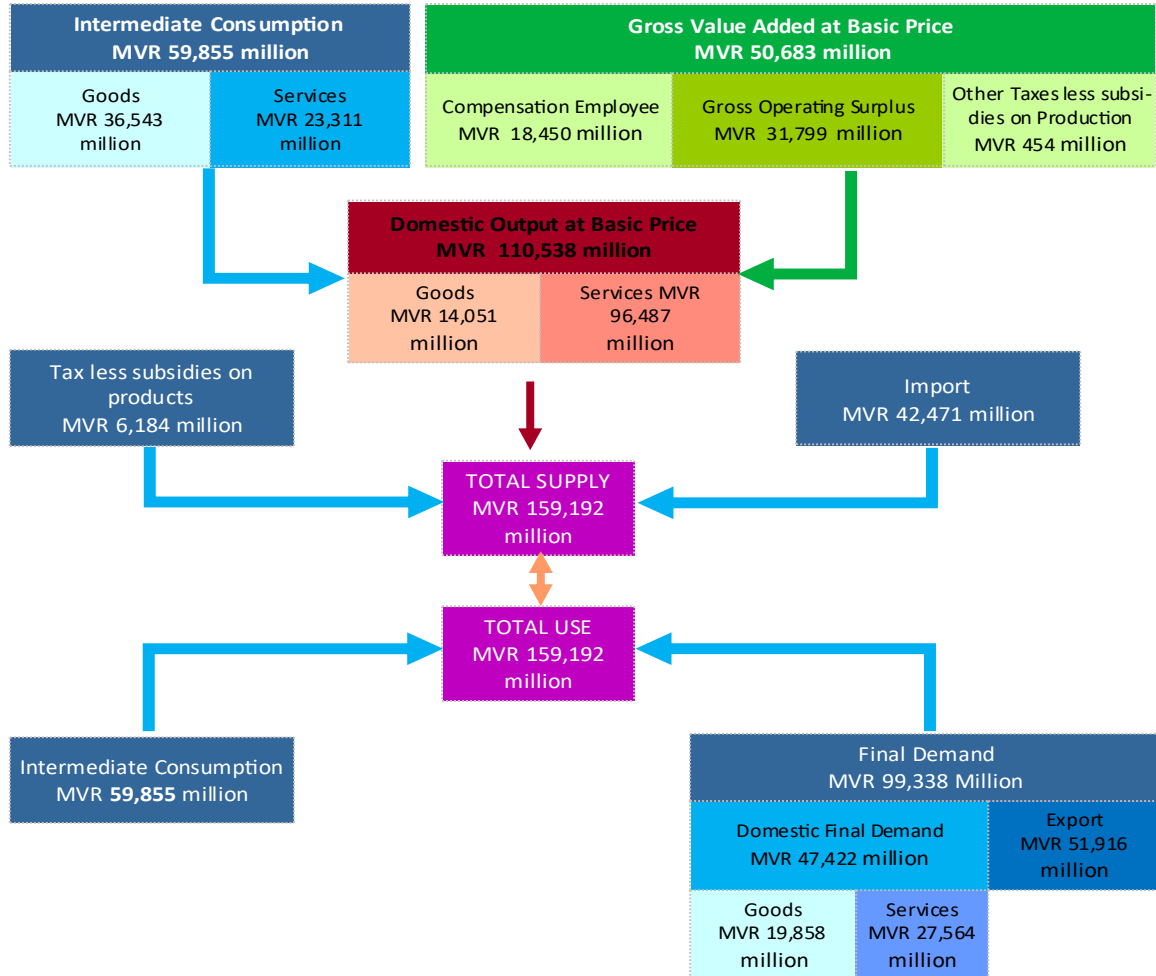 Intermediate Consumption
MVR 59,855 million
Goods
MVR 36,543
million
Services
MVR 23,311
million
Gross Value Added at Basic Price
MVR 50,683 million
Compensation Employee
MVR 18,450 million
Gross Operating Surplus
MVR 31,799 million
Other Taxes less subsi-
dies on Production
MVR 454 million
Domestic Output at Basic Price
MVR 110,538 million
Goods
MVR 14,051
million
Services MVR
96,487
million
Tax less subsidies on
products
MVR 6,184 million
Import
MVR 42,471 million
TOTAL SUPPLY
MVR 159,192
million
TOTAL USE
MVR 159,192
million
Intermediate Consumption
MVR 59,855 million
Final Demand
MVR 99,338 Million
Domestic Final Demand
MVR 47,422 million
Export
MVR 51,916
million
Goods
MVR 19,858
million
Services
MVR 27,564
million